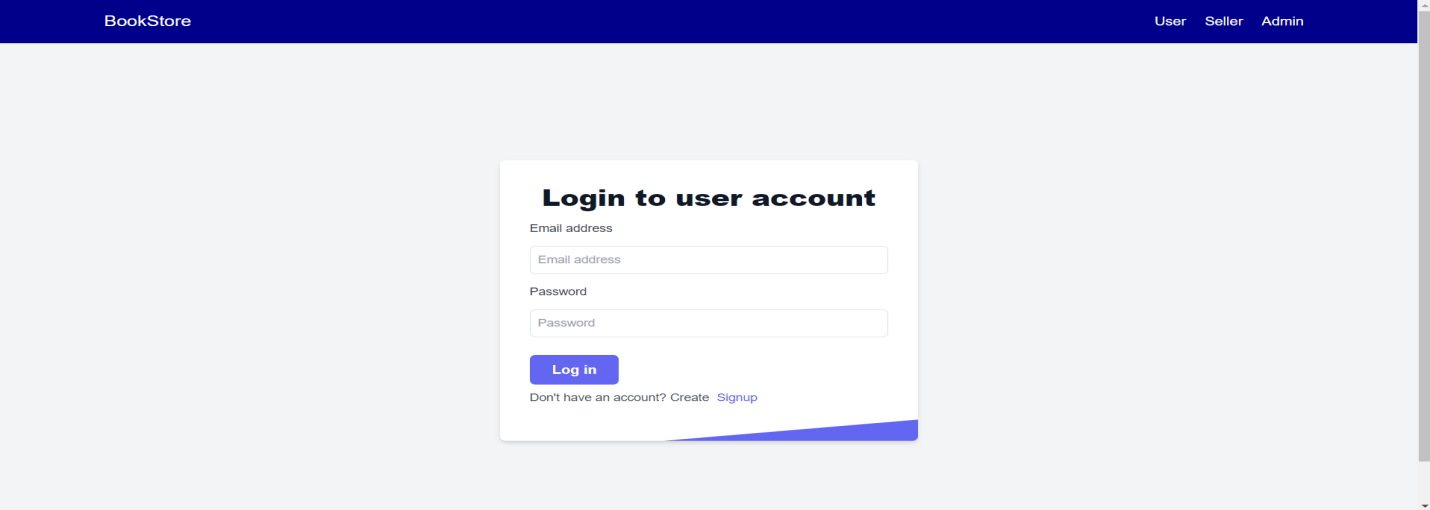 BookStore User Seller Admin
Login to user account
Email address
Email address
Password
Password
Log in
Don't have an account? Create Signup